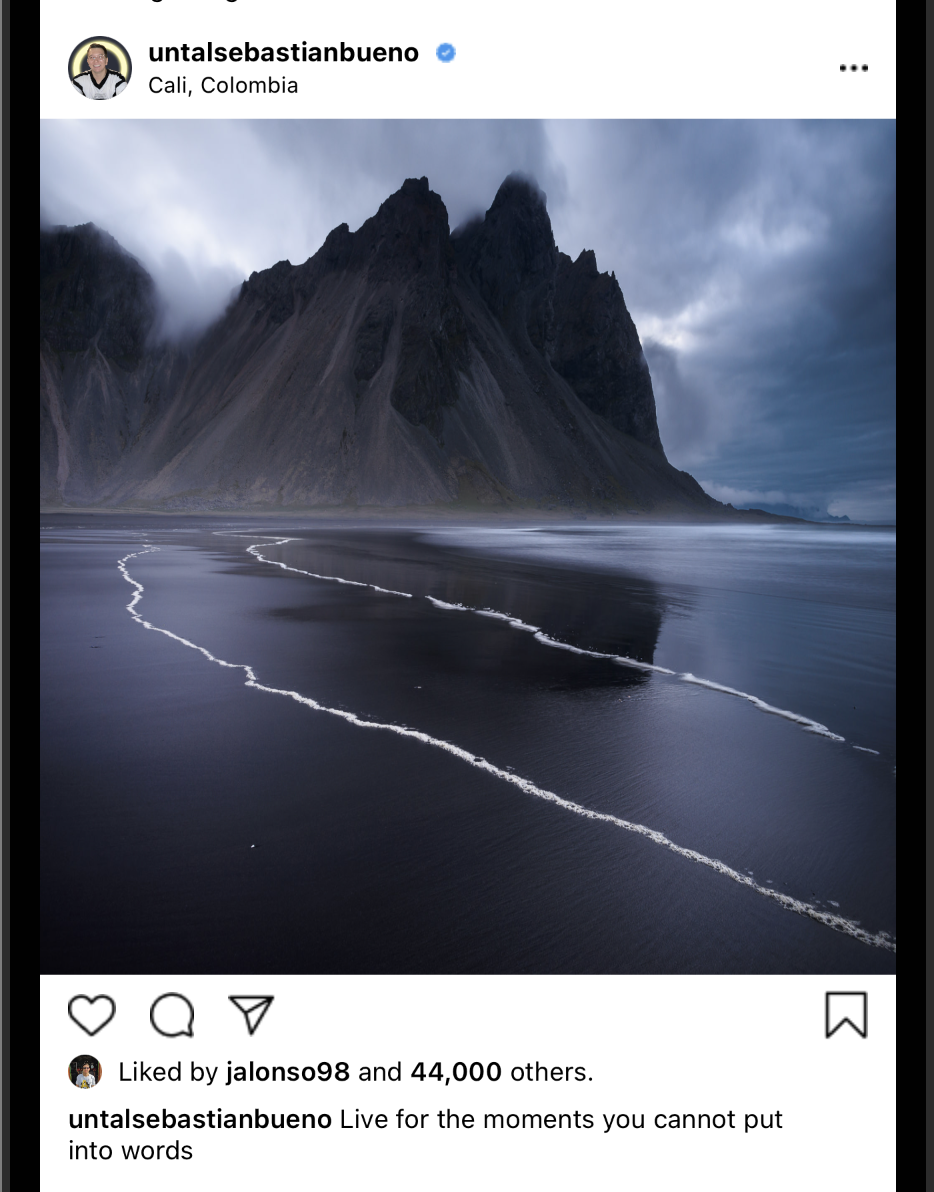 untalsebastianbueno
Cali, Colombia
Liked by jalonso98 and 44,000 others.
untalsebastianbueno Live for the moments you cannot put
into words